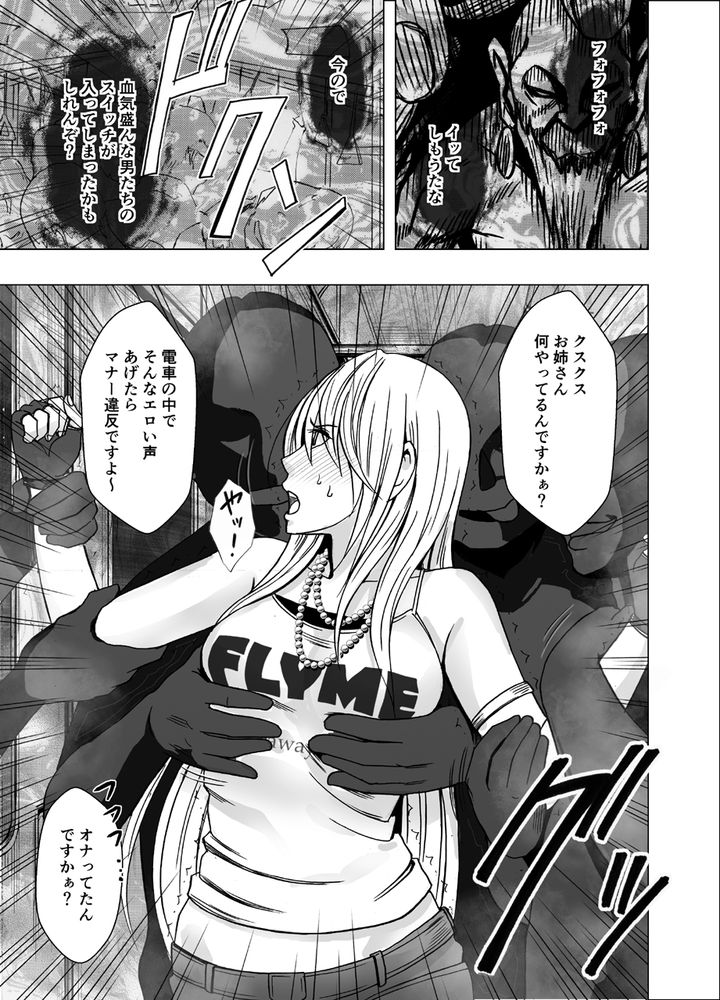 フォフォフォ
イッて
しもうたな
今ので
血気盛んな男たちの
スイッチが
入ってしまったかも
しれんぞ？
ドクン
クスクス
お姉さん
何やってるんですかぁ？
電車の中で
そんなエロい声
あげたら
マナー違反ですよ～
やッ！
FLYME
away
グッ
オナってたん
ですかぁ？